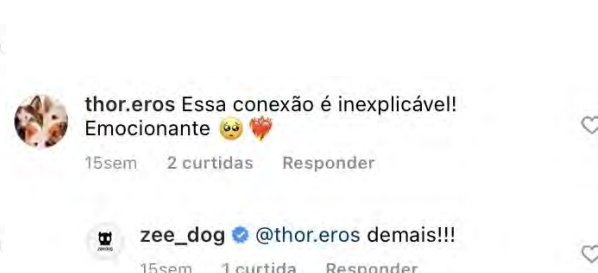 thor.eros Essa conexão é inexplicável!
Emocionante 🥺❤️‍🔥
15sem 2 curtidas Responder
zee_dog @thor.eros demais!!!
15sem 1 curtida Responder